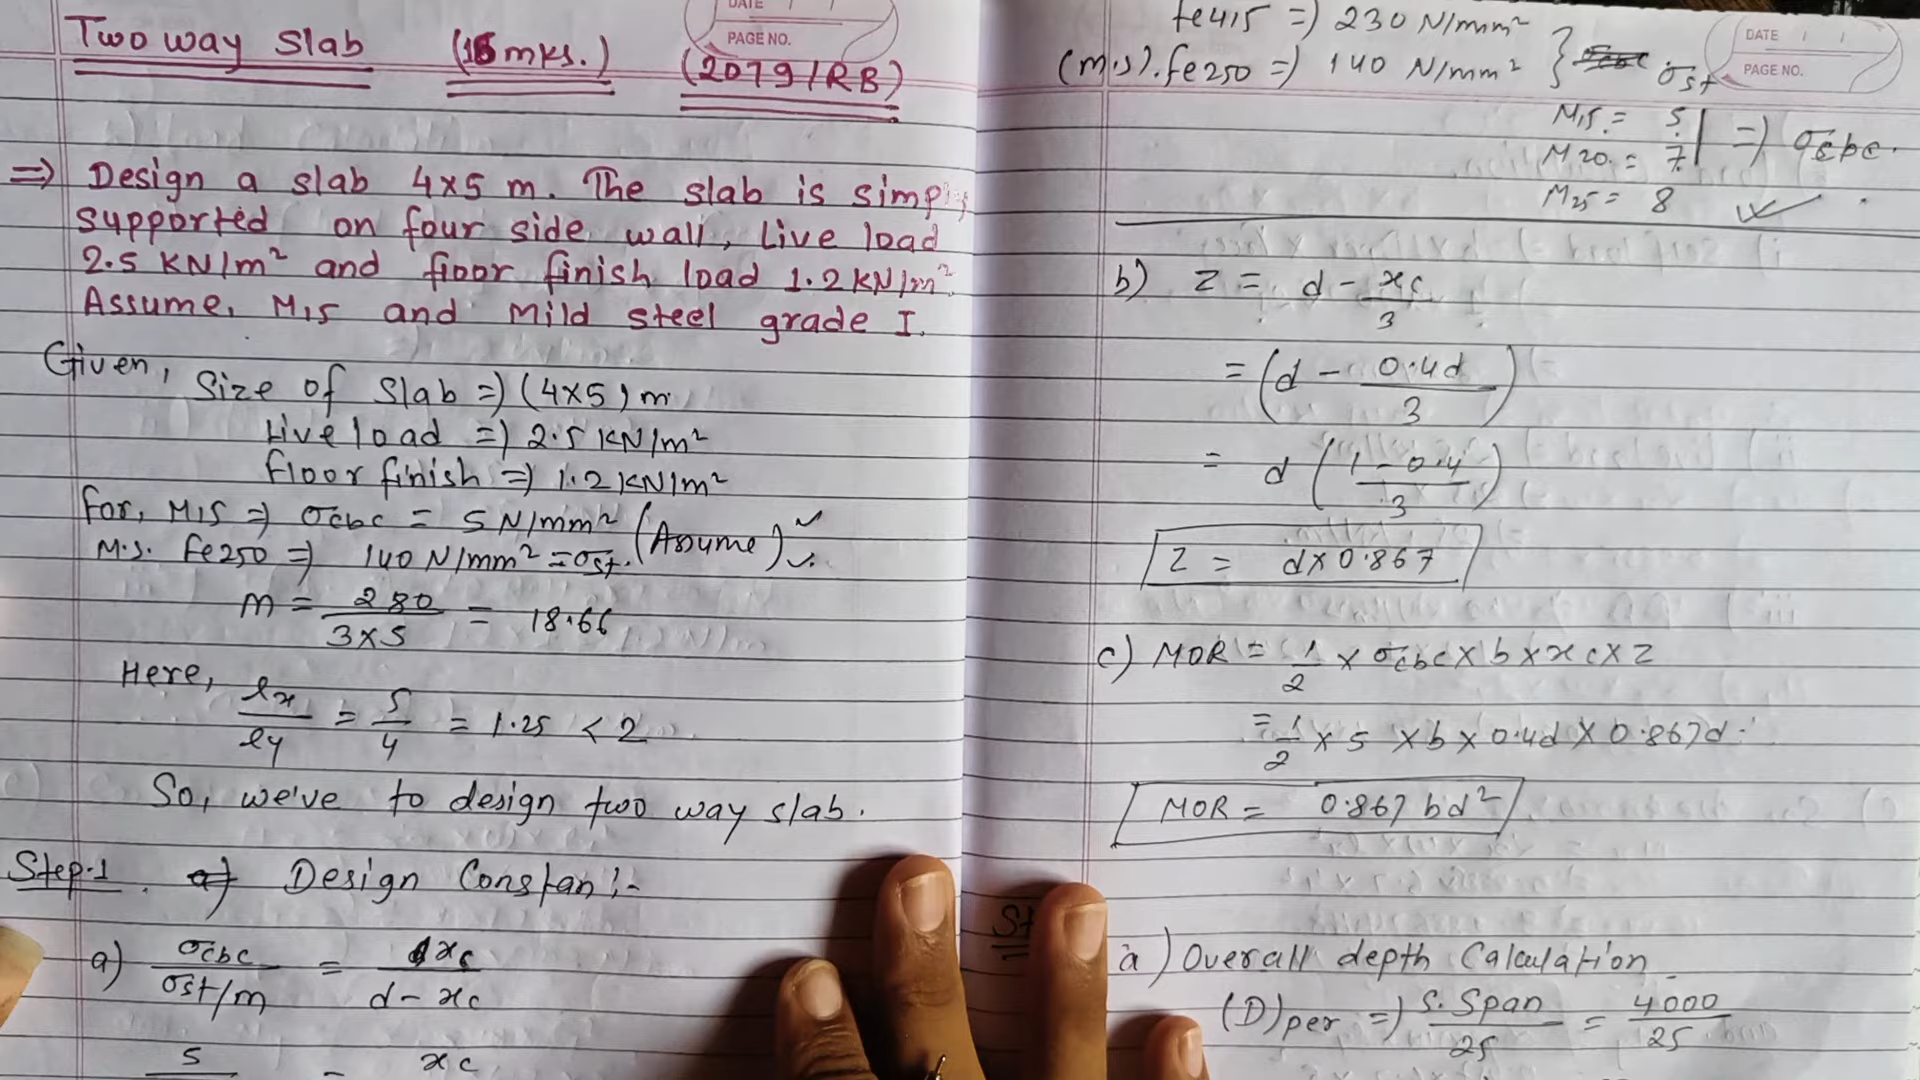 DATE
PAGE NO.
Two way Slab (16 mks.) (2079/RB)
=> Design a slab 4x5 m. The slab is simply
supported on four side wall, Live load
2.5 KN/m² and floor finish load 1.2 KN/m².
Assume, M15 and Mild steel grade I.
Given,
Size of slab => (4x5) m.
Live load => 2.5 KN/m²
Floor finish => 1.2 KN/m²
For, M15 => σcbc = 5 N/mm² (Assume) ✓
M.s. Fe250 => 140 N/mm² = σst.
m = 280 / 3x5 = 18.66
Here,
lx / ly = 5 / 4 = 1.25 < 2
So, we've to design two way slab.
Step-1. Design Constan :-
a) σcbc / σst/m = xc / d - xc
5 = xc
Fe415 => 230 N/mm²
(m.s). Fe250 => 140 N/mm² } σst
DATE
PAGE NO.
M15 = 5
M20 = 7 => σcbc.
M25 = 8
b) Z = d - xc / 3
= (d - 0.4d / 3)
= d (1 - 0.4 / 3)
Z = d x 0.867
c) MOR = 1/2 x σcbc x b x xc x Z
= 1/2 x 5 x b x 0.4d x 0.867d
MOR = 0.867 bd²
St
a) Overall depth Calculation
(D)per => S. Span / 25 = 4000 / 25